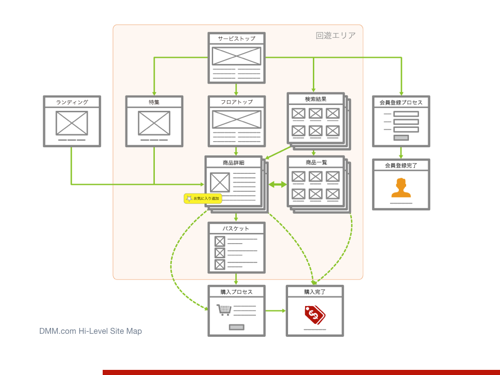 回遊エリア
サービストップ
ランディング
特集
フロアトップ
検索結果
会員登録プロセス
商品詳細
商品一覧
会員登録完了
お気に入り追加
バスケット
購入プロセス
購入完了
DMM.com Hi-Level Site Map